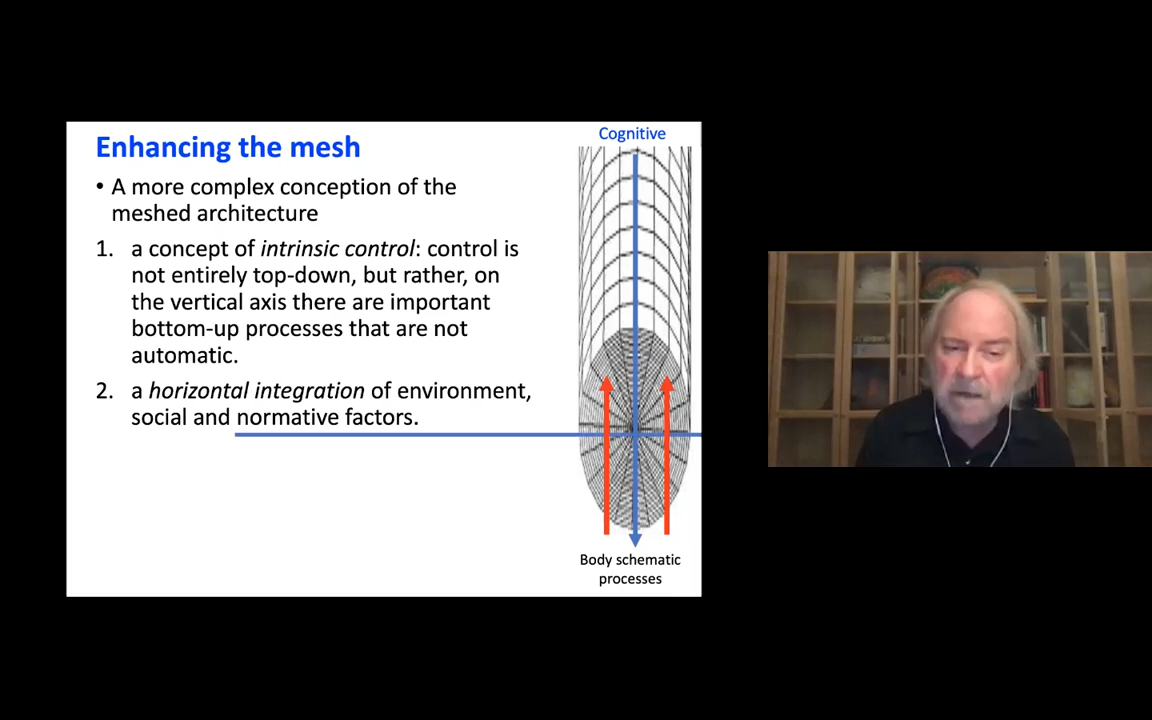 Enhancing the mesh
• A more complex conception of the
meshed architecture
1. a concept of intrinsic control: control is
not entirely top-down, but rather, on
the vertical axis there are important
bottom-up processes that are not
automatic.
2. a horizontal integration of environment,
social and normative factors.
Cognitive
Body schematic
processes